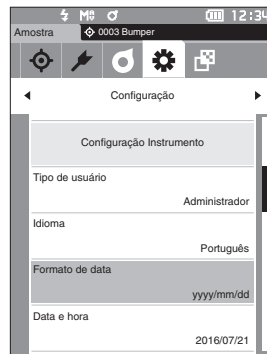 12:34
Amostra 0003 Bumper
Configuração
Configuração Instrumento
Tipo de usuário
Administrador
Idioma
Português
Formato de data
yyyy/mm/dd
Data e hora
2016/07/21